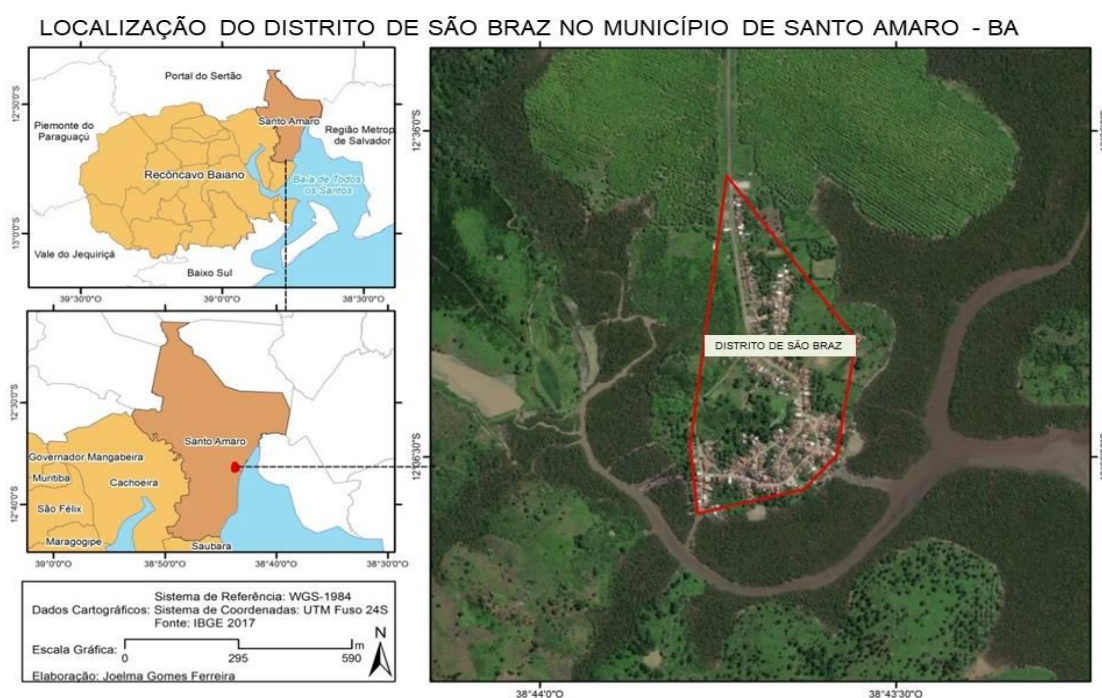 LOCALIZAÇÃO DO DISTRITO DE SÃO BRAZ NO MUNICÍPIO DE SANTO AMARO - BA
Portal do Sertão
12°30'0"S
Santo Amaro
Piemonte do
Paraguaçú
Região Metrop.
de Salvador
Recôncavo Baiano
Baia de Todos
os Santos
13°0'0"S
Vale do Jequiriçá
Baixo Sul
39°30'0"O
39°0'0"O
38°30'0"O
12°30'0"S
Santo Amaro
Governador Mangabeira
Muritiba
Cachoeira
São Félix
12°40'0"S
Maragogipe
Saubara
39°0'0"O
38°50'0"O
38°40'0"O
38°30'0"O
Sistema de Referência: WGS-1984
Dados Cartográficos: Sistema de Coordenadas: UTM Fuso 24S
Fonte: IBGE 2017
Escala Gráfica:
m
0
295
590
N
Elaboração: Joelma Gomes Ferreira
12°36'0"S
DISTRITO DE SÃO BRAZ
12°36'30"S
38°44'0"O
38°43'30"O